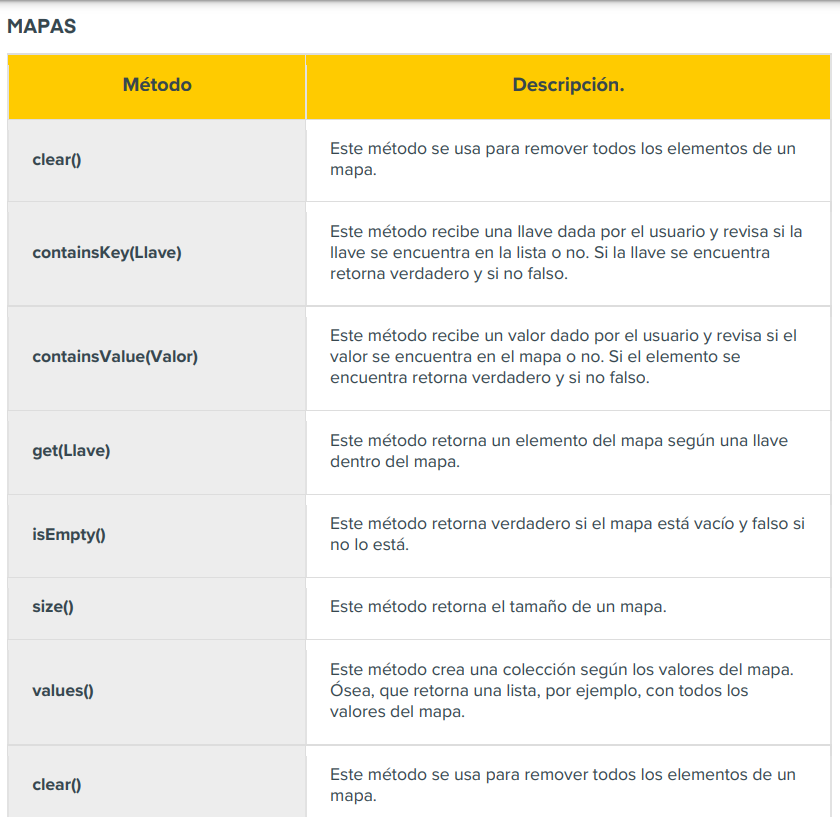 MAPAS
Método
Descripción.
clear()
Este método se usa para remover todos los elementos de un
mapa.
containsKey(Llave)
Este método recibe una llave dada por el usuario y revisa si la
llave se encuentra en la lista o no. Si la llave se encuentra
retorna verdadero y si no falso.
containsValue(Valor)
Este método recibe un valor dado por el usuario y revisa si el
valor se encuentra en el mapa o no. Si el elemento se
encuentra retorna verdadero y si no falso.
get(Llave)
Este método retorna un elemento del mapa según una llave
dentro del mapa.
isEmpty()
Este método retorna verdadero si el mapa está vacío y falso si
no lo está.
size()
Este método retorna el tamaño de un mapa.
values()
Este método crea una colección según los valores del mapa.
Ósea, que retorna una lista, por ejemplo, con todos los
valores del mapa.
clear()
Este método se usa para remover todos los elementos de un
mapa.